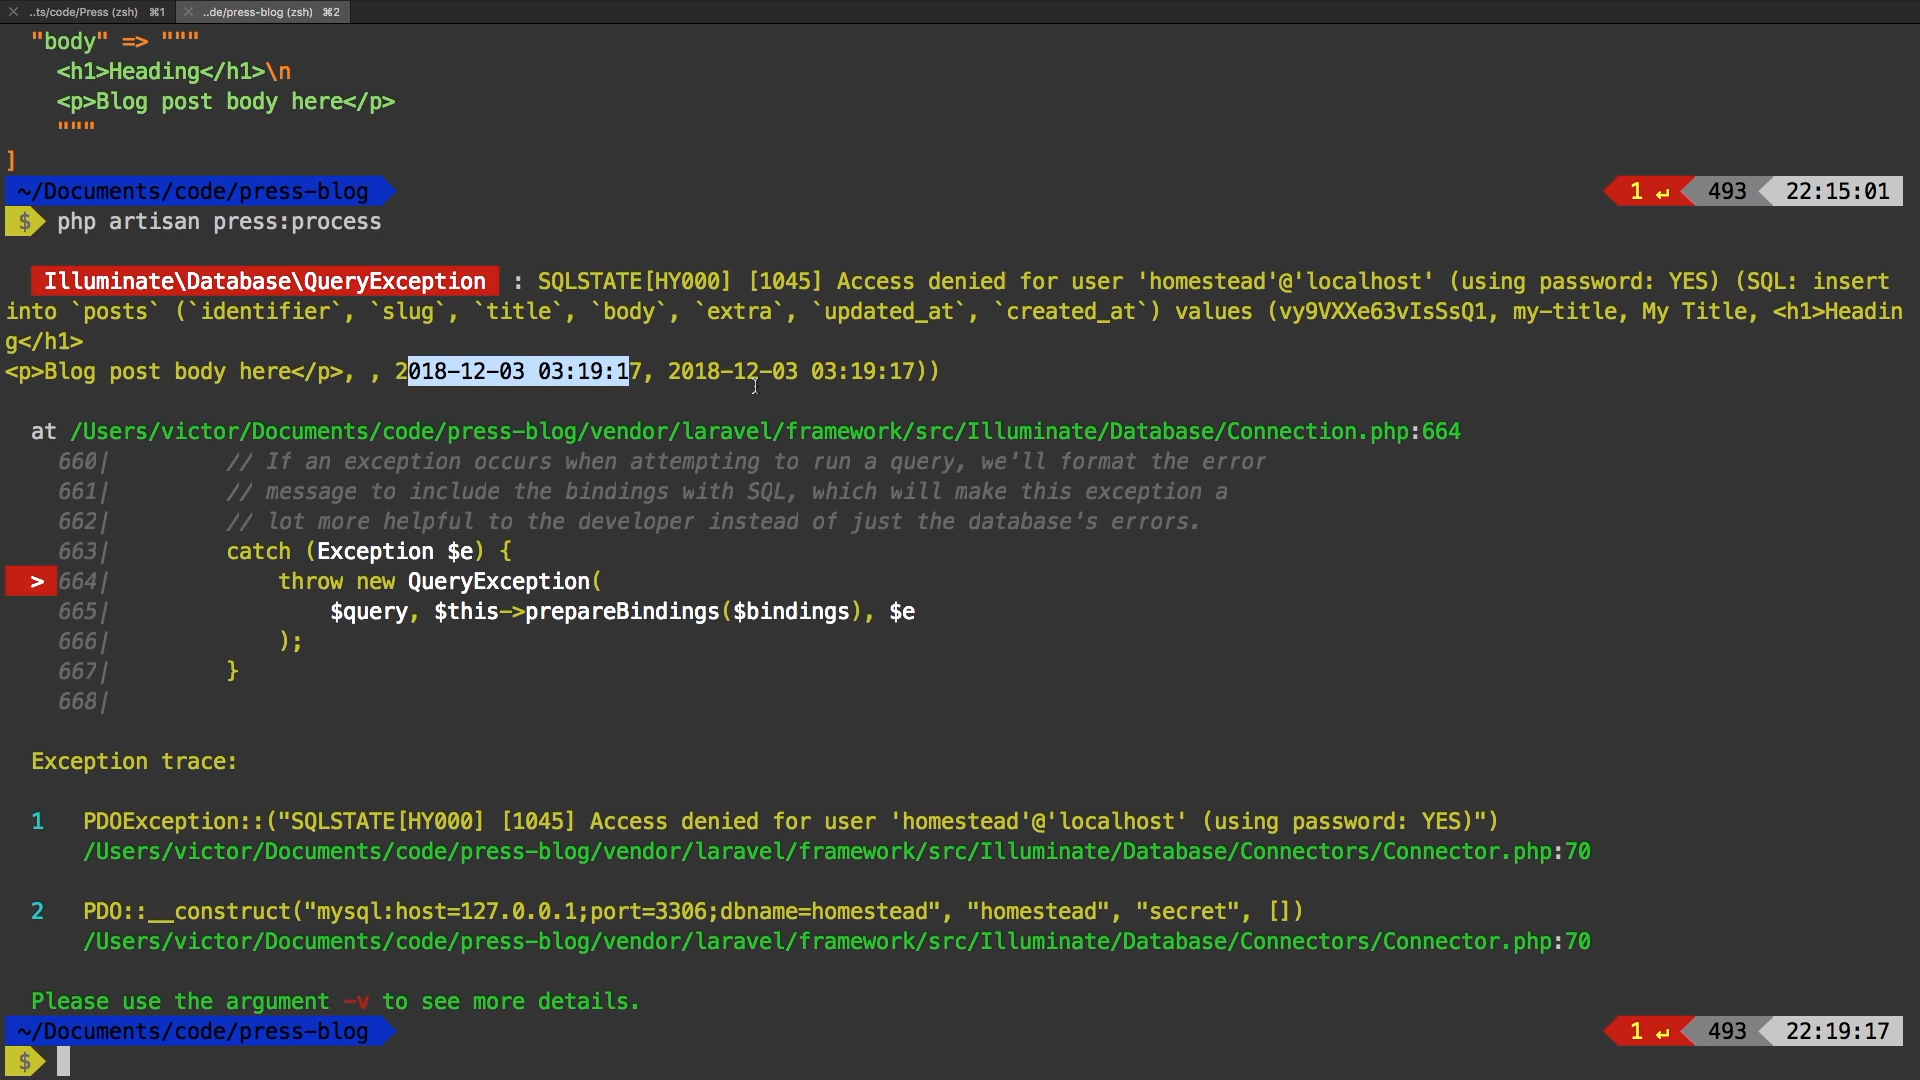 ..ts/code/Press (zsh) ⌘1 ..de/press-blog (zsh) ⌘2
"body" => """
<h1>Heading</h1>\n
<p>Blog post body here</p>
"""
]
~/Documents/code/press-blog 1 ↵ 493 22:15:01
$ php artisan press:process
Illuminate\Database\QueryException : SQLSTATE[HY000] [1045] Access denied for user 'homestead'@'localhost' (using password: YES) (SQL: insert
into `posts` (`identifier`, `slug`, `title`, `body`, `extra`, `updated_at`, `created_at`) values (vy9VXXe63vIsSsQ1, my-title, My Title, <h1>Headin
g</h1>
<p>Blog post body here</p>, , 2018-12-03 03:19:17, 2018-12-03 03:19:17))
at /Users/victor/Documents/code/press-blog/vendor/laravel/framework/src/Illuminate/Database/Connection.php:664
660| // If an exception occurs when attempting to run a query, we'll format the error
661| // message to include the bindings with SQL, which will make this exception a
662| // lot more helpful to the developer instead of just the database's errors.
663| catch (Exception $e) {
> 664| throw new QueryException(
665| $query, $this->prepareBindings($bindings), $e
666| );
667| }
668|
Exception trace:
1 PDOException::("SQLSTATE[HY000] [1045] Access denied for user 'homestead'@'localhost' (using password: YES)")
/Users/victor/Documents/code/press-blog/vendor/laravel/framework/src/Illuminate/Database/Connectors/Connector.php:70
2 PDO::__construct("mysql:host=127.0.0.1;port=3306;dbname=homestead", "homestead", "secret", [])
/Users/victor/Documents/code/press-blog/vendor/laravel/framework/src/Illuminate/Database/Connectors/Connector.php:70
Please use the argument -v to see more details.
~/Documents/code/press-blog 1 ↵ 493 22:19:17
$